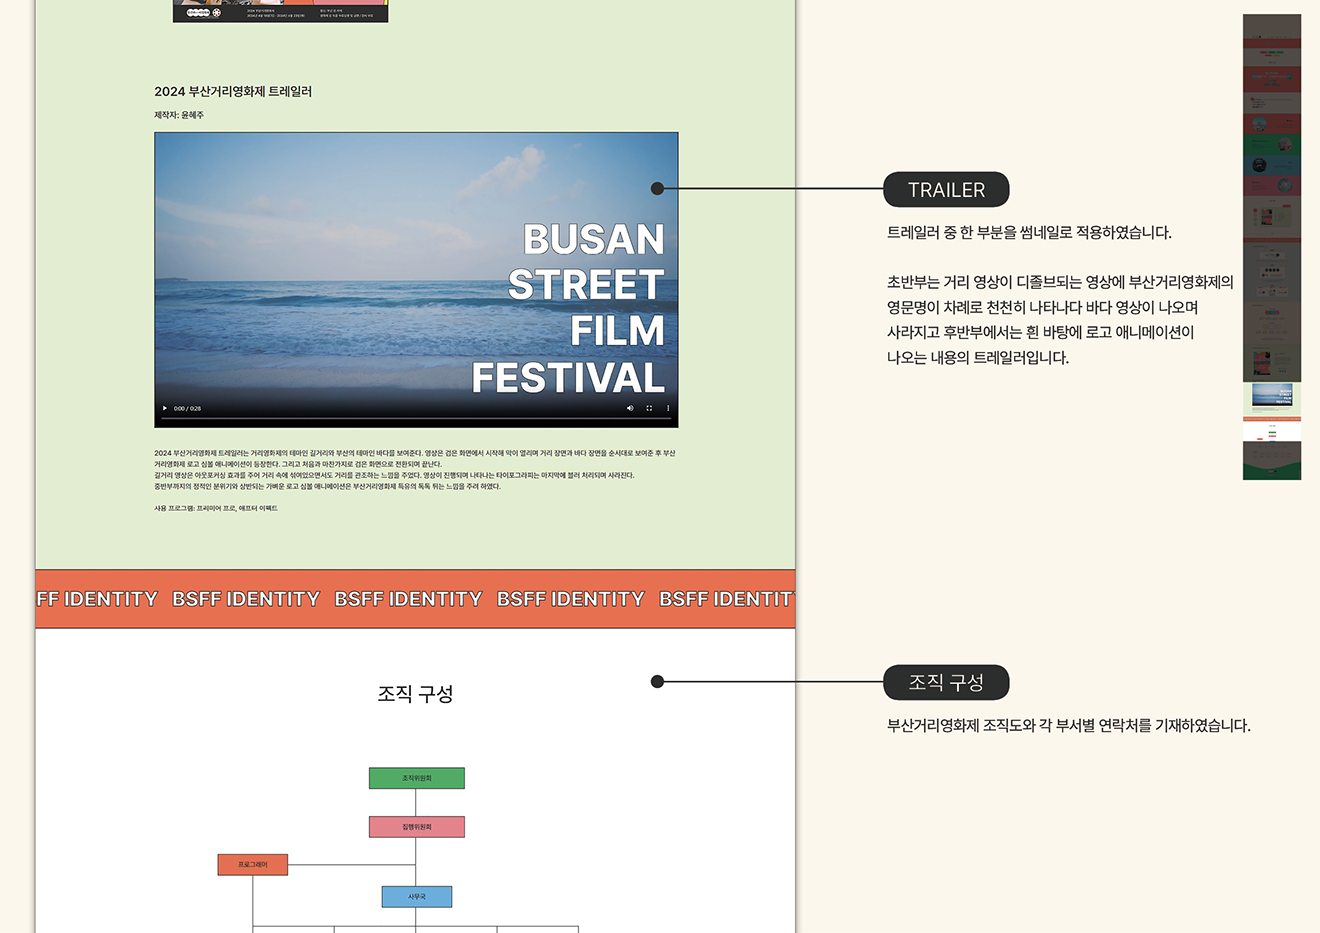 2024 부산거리영화제 트레일러
제작자: 윤혜주
BUSAN
STREET
FILM
FESTIVAL
0:00 / 0:28
2024 부산거리영화제 트레일러는 거리영화제의 테마인 길거리와 부산의 테마인 바다를 보여준다. 영상은 검은 화면에서 시작해 막이 열리며 거리 장면과 바다 장면을 순서대로 보여준 후 부산
거리영화제 로고 심볼 애니메이션이 등장한다. 그리고 처음과 마찬가지로 검은 화면으로 전환되며 끝난다.
길거리 영상은 아웃포커싱 효과를 주어 거리 속에 섞여있으면서도 거리를 관조하는 느낌을 주었다. 영상이 진행되며 나타나는 타이포그라피는 마지막에 블러 처리되며 사라진다.
중반부까지의 정적인 분위기와 상반되는 가벼운 로고 심볼 애니메이션은 부산거리영화제 특유의 톡톡 튀는 느낌을 주려 하였다.
사용 프로그램: 프리미어 프로, 애프터 이펙트
FF IDENTITY BSFF IDENTITY BSFF IDENTITY BSFF IDENTITY BSFF IDENTIT
조직 구성
조직위원회
집행위원회
프로그래머
사무국
TRAILER
트레일러 중 한 부분을 썸네일로 적용하였습니다.
초반부는 거리 영상이 디졸브되는 영상에 부산거리영화제의
영문명이 차례로 천천히 나타나다 바다 영상이 나오며
사라지고 후반부에서는 흰 바탕에 로고 애니메이션이
나오는 내용의 트레일러입니다.
조직 구성
부산거리영화제 조직도와 각 부서별 연락처를 기재하였습니다.